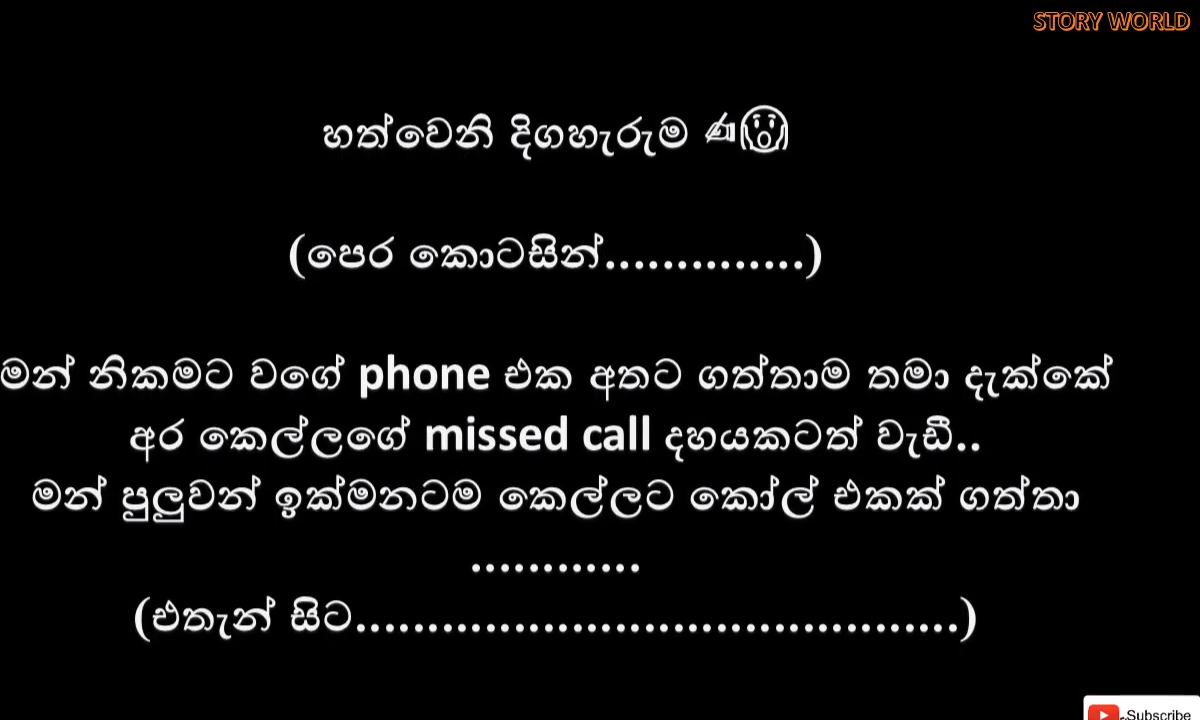 STORY WORLD
හත්වෙනි දිගහැරුම 📣😱
(පෙර කොටසින්..............)
මන් නිකමට වගේ phone එක අතට ගත්තාම තමා දැක්කේ
අර කෙල්ලගේ missed call දහයකටත් වැඩී..
මන් පුලුවන් ඉක්මනටම කෙල්ලට කෝල් එකක් ගත්තා
............
(එතැන් සිට..........................................)
Subscribe